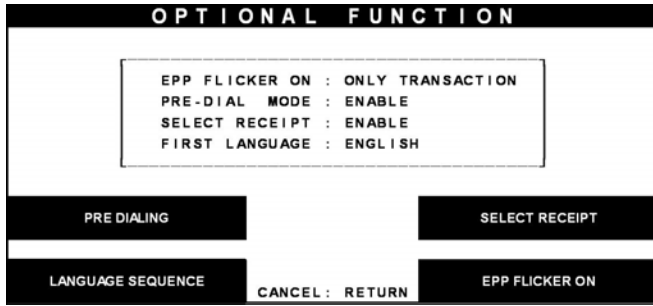 OPTIONAL FUNCTION
EPP FLICKER ON : ONLY TRANSACTION
PRE-DIAL MODE : ENABLE
SELECT RECEIPT : ENABLE
FIRST LANGUAGE : ENGLISH
PRE DIALING
SELECT RECEIPT
LANGUAGE SEQUENCE
CANCEL: RETURN
EPP FLICKER ON